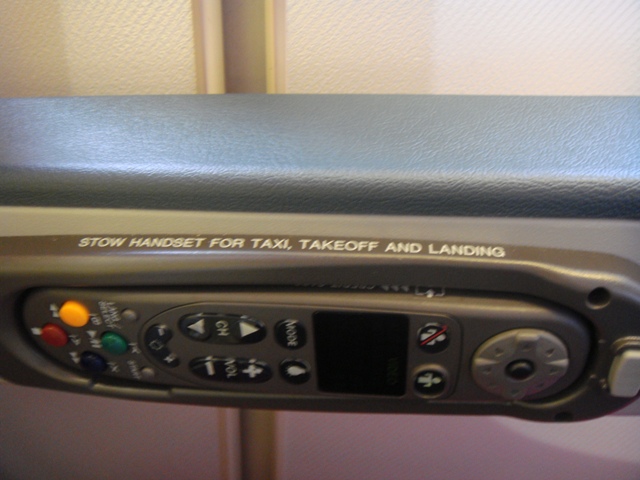 STOW HANDSET FOR TAXI, TAKEOFF AND LANDING
CH
MODE
VOL